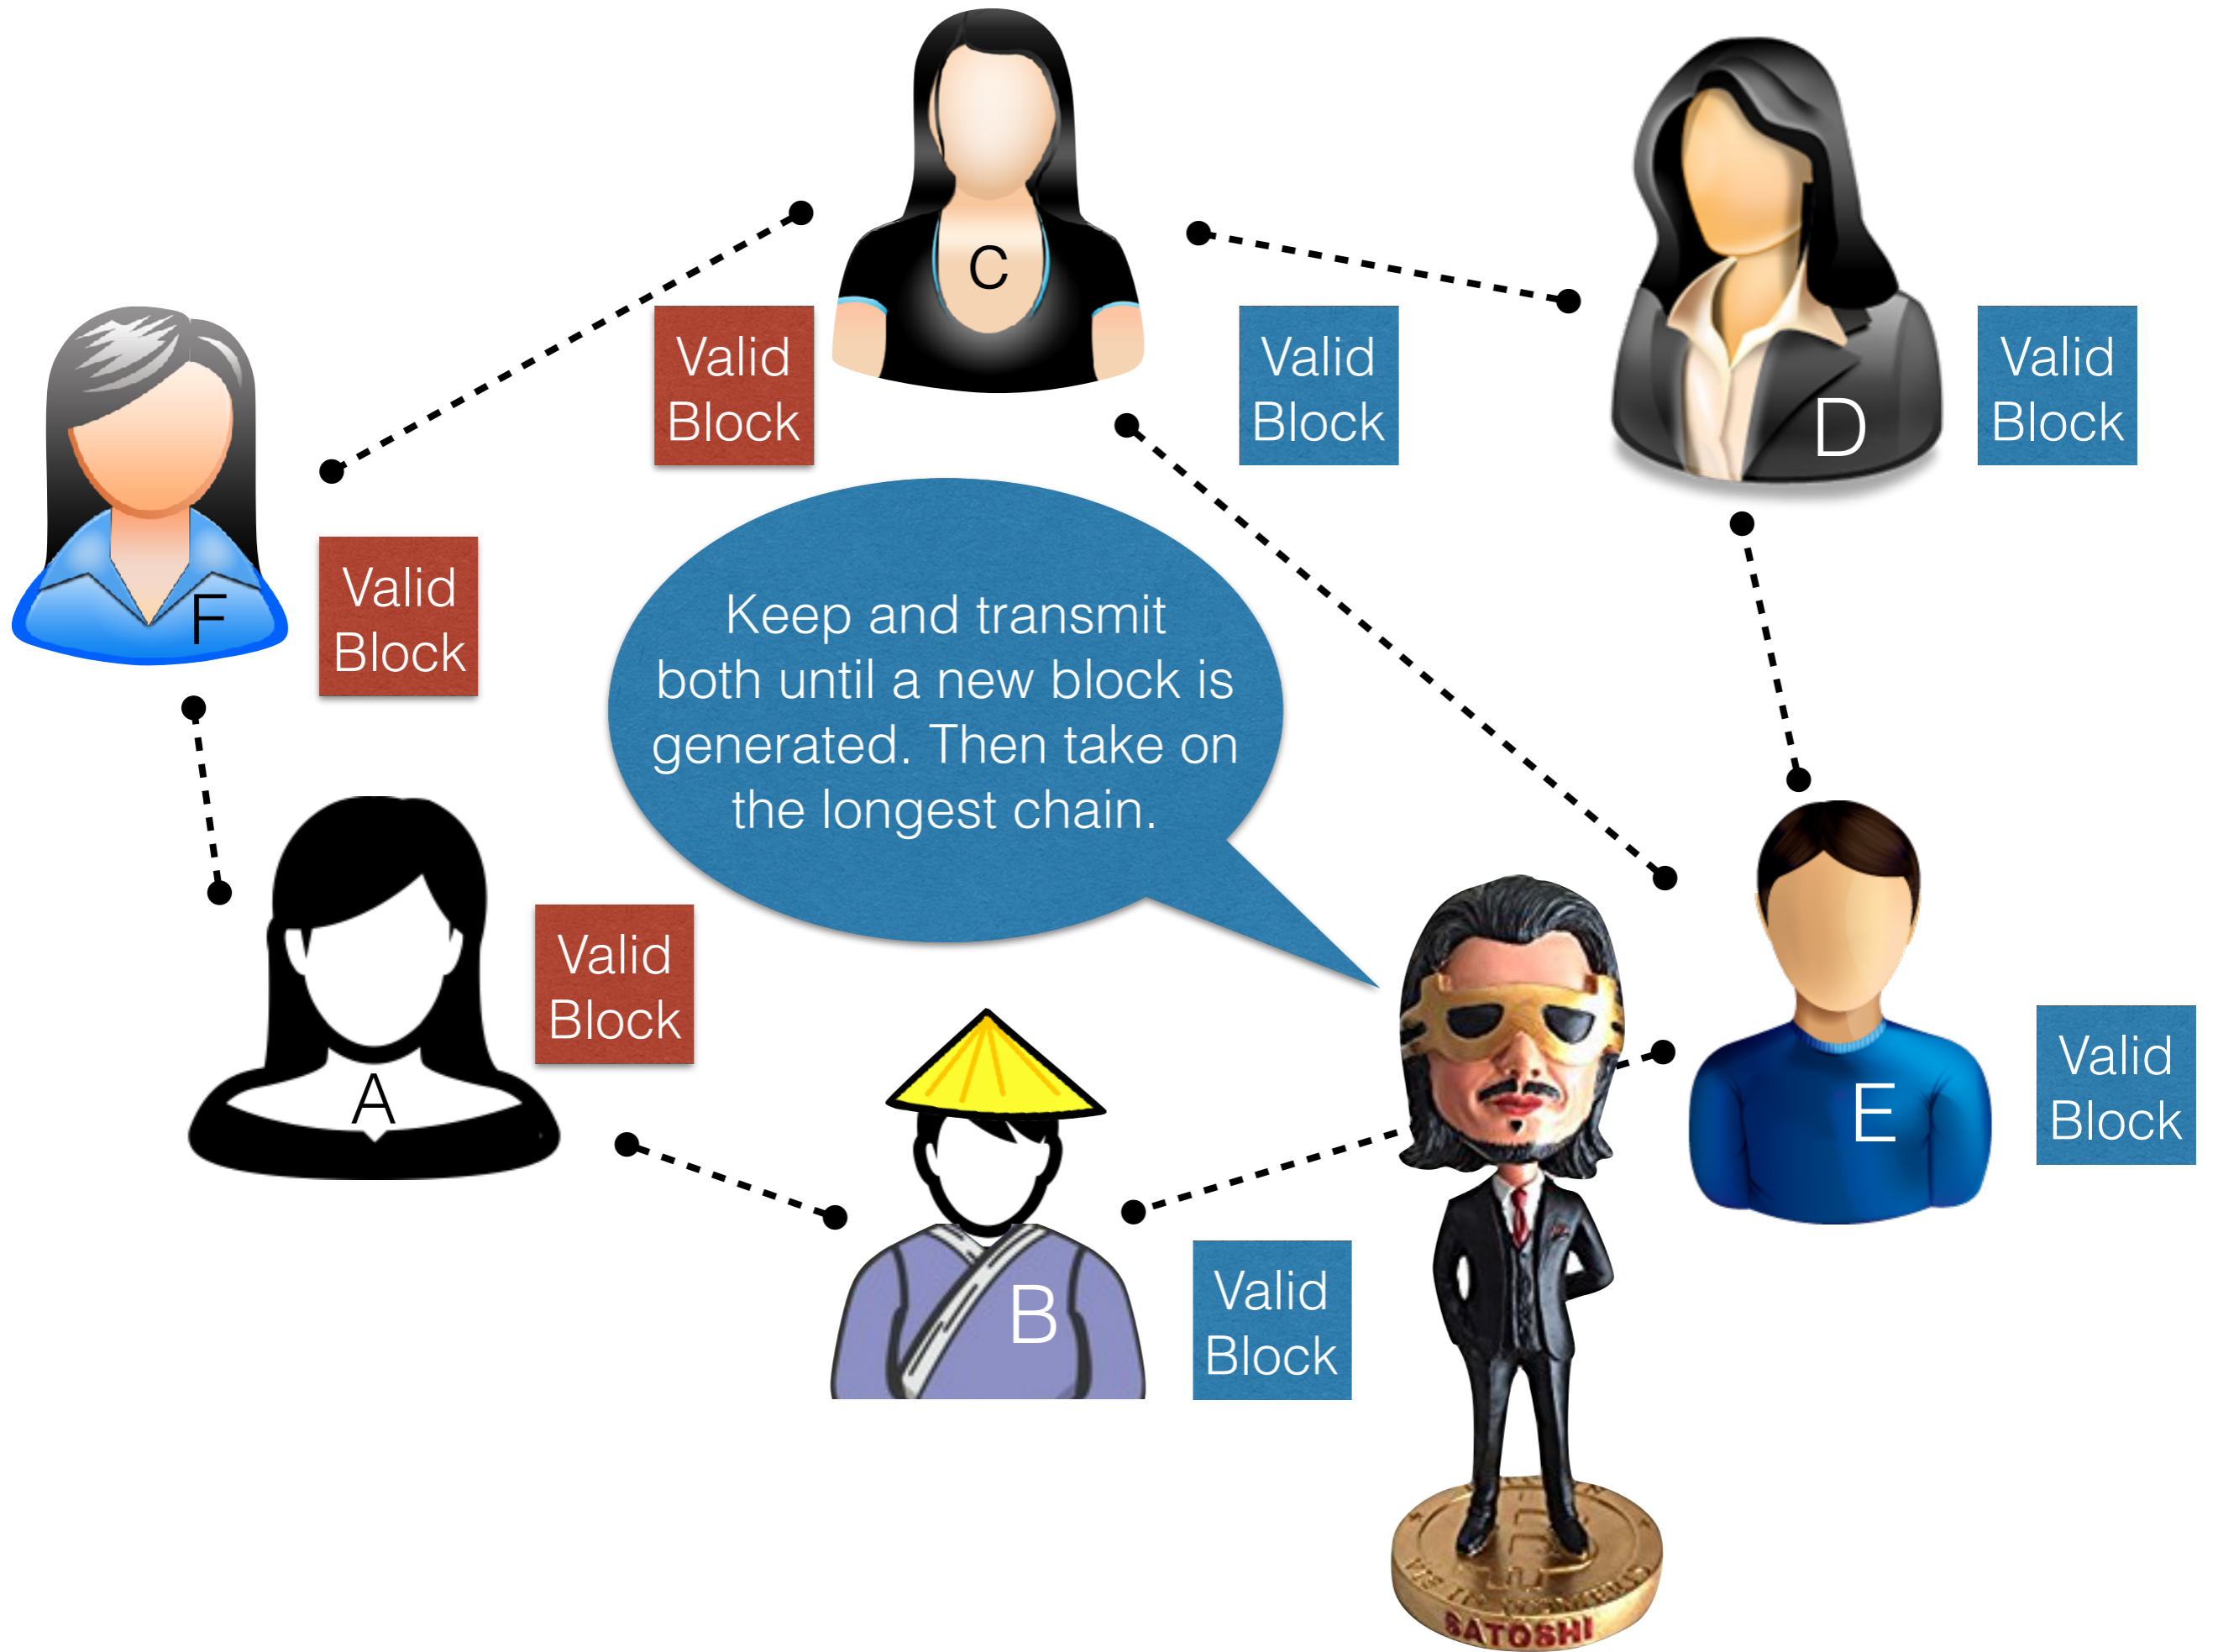 C
Valid
Block
Valid
Block
D
Valid
Block
F
Valid
Block
Keep and transmit
both until a new block is
generated. Then take on
the longest chain.
A
Valid
Block
E
Valid
Block
B
Valid
Block
SATOSHI